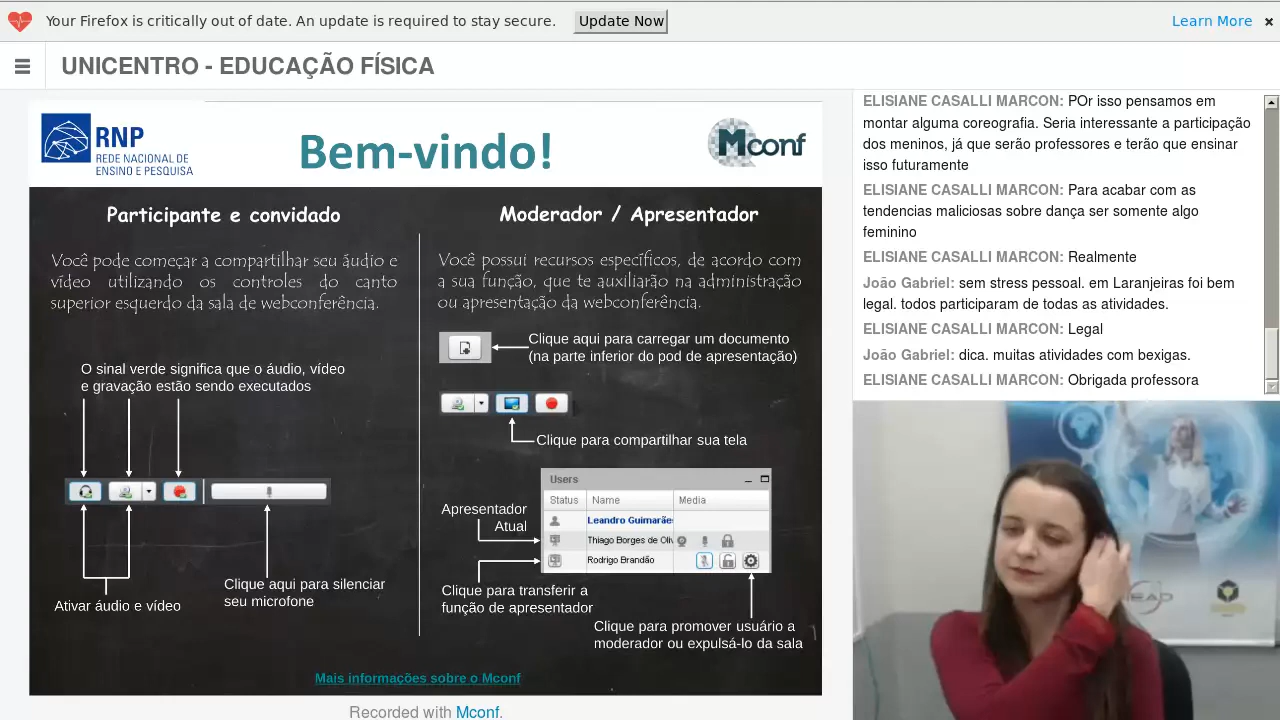 Your Firefox is critically out of date. An update is required to stay secure.
Update Now
Learn More
UNICENTRO - EDUCAÇÃO FÍSICA
RNP
REDE NACIONAL DE
ENSINO E PESQUISA
Bem-vindo!
Mconf
Participante e convidado
Você pode começar a compartilhar seu áudio e
vídeo utilizando os controles do canto
superior esquerdo da sala de webconferência.
O sinal verde significa que o áudio, vídeo
e gravação estão sendo executados
Ativar áudio e vídeo
Clique aqui para silenciar
seu microfone
Moderador / Apresentador
Você possui recursos específicos, de acordo com
a sua função, que te auxiliarão na administração
ou apresentação da webconferência.
Clique aqui para carregar um documento
(na parte inferior do pod de apresentação)
Clique para compartilhar sua tela
Users
Status Name Media
Leandro Guimarães
Thiago Borges de Oliv
Rodrigo Brandão
Apresentador
Atual
Clique para transferir a
função de apresentador
Clique para promover usuário a
moderador ou expulsá-lo da sala
Mais informações sobre o Mconf
Recorded with Mconf.
ELISIANE CASALLI MARCON: POr isso pensamos em
montar alguma coreografia. Seria interessante a participação
dos meninos, já que serão professores e terão que ensinar
isso futuramente
ELISIANE CASALLI MARCON: Para acabar com as
tendencias maliciosas sobre dança ser somente algo
feminino
ELISIANE CASALLI MARCON: Realmente
João Gabriel: sem stress pessoal. em Laranjeiras foi bem
legal. todos participaram de todas as atividades.
ELISIANE CASALLI MARCON: Legal
João Gabriel: dica. muitas atividades com bexigas.
ELISIANE CASALLI MARCON: Obrigada professora